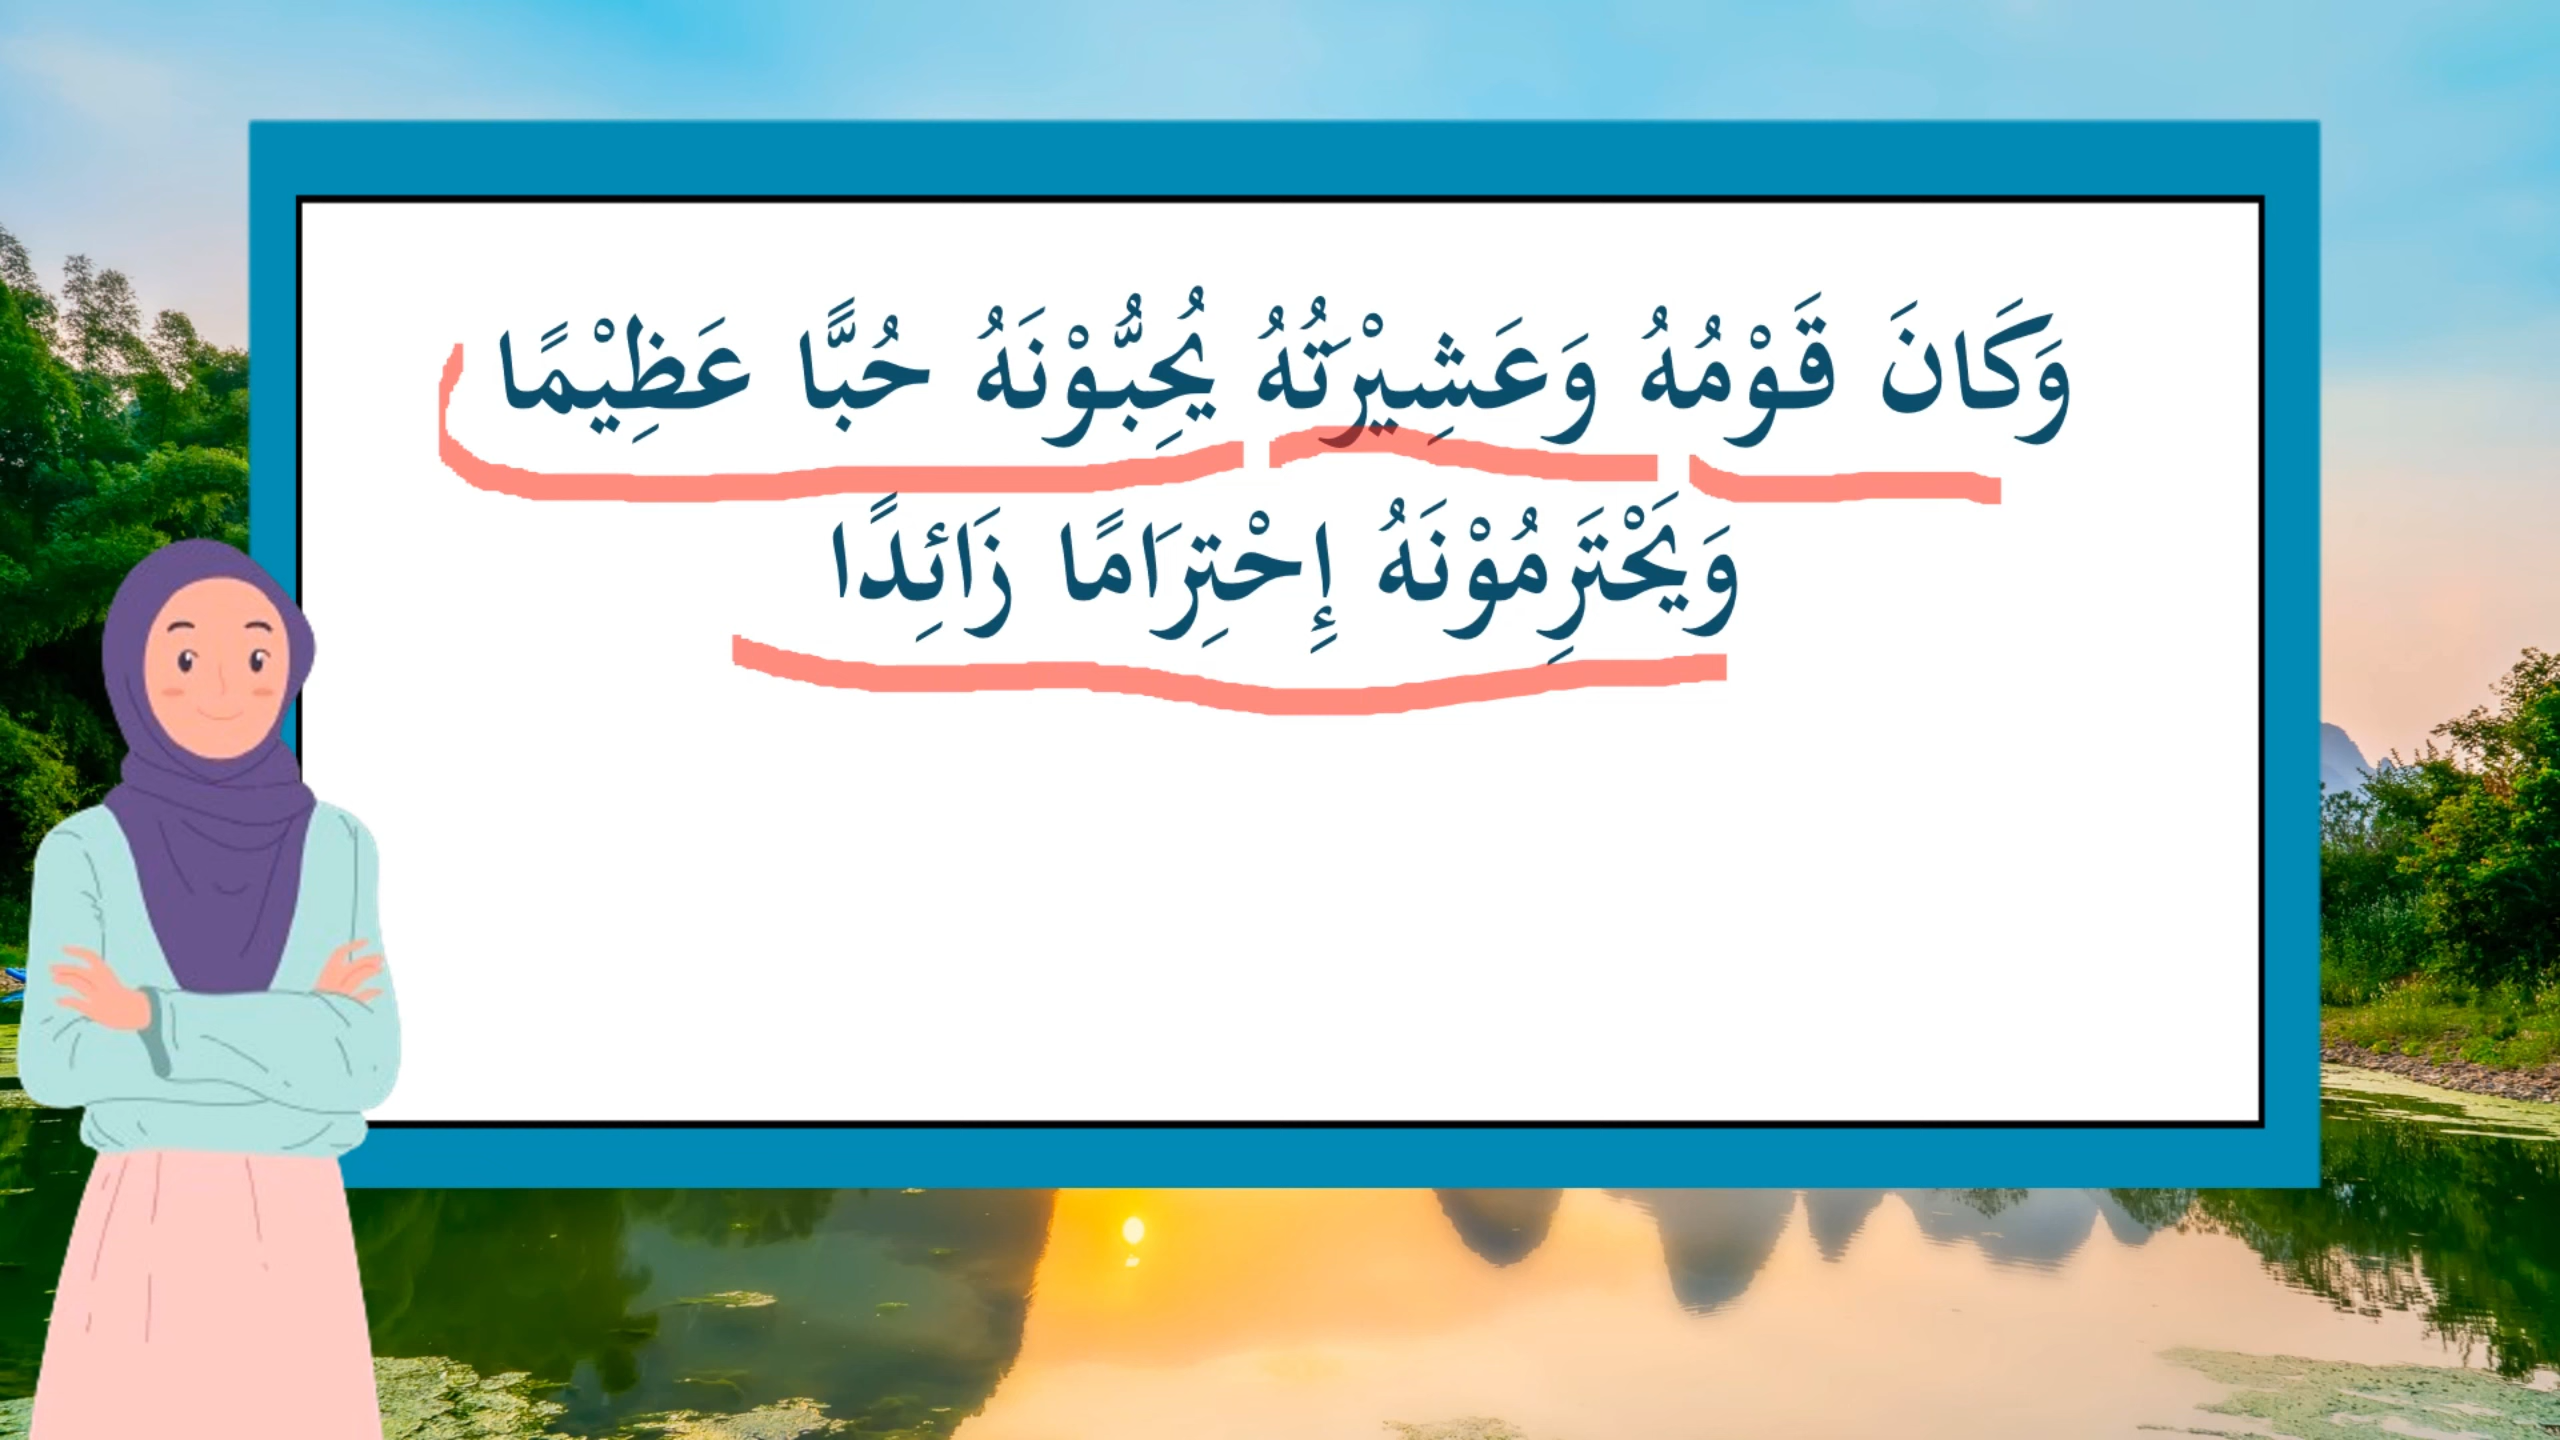 وَكَانَ قَوْمُهُ وَعَشِيْرَتُهُ يُحِبُّوْنَهُ حُبًّا عَظِيْمًا
وَيَحْتَرِمُوْنَهُ إِحْتِرَامًا زَائِدًا